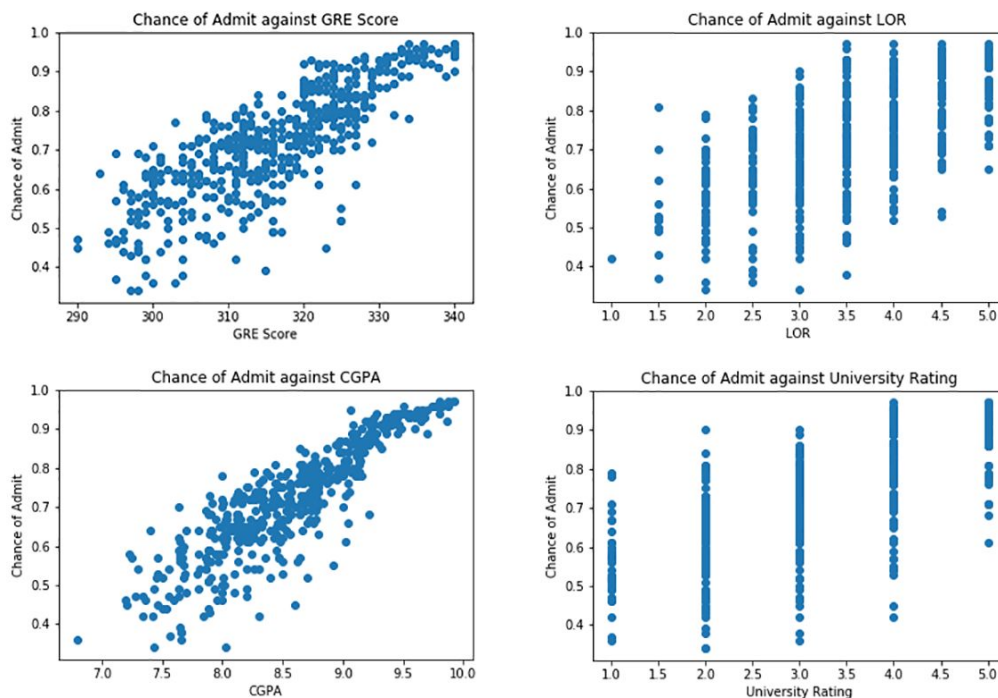 Chance of Admit against GRE Score
Chance of Admit
1.0
0.9
0.8
0.7
0.6
0.5
0.4
290 300 310 320 330 340
GRE Score
Chance of Admit against LOR
Chance of Admit
1.0
0.9
0.8
0.7
0.6
0.5
0.4
1.0 1.5 2.0 2.5 3.0 3.5 4.0 4.5 5.0
LOR
Chance of Admit against CGPA
Chance of Admit
1.0
0.9
0.8
0.7
0.6
0.5
0.4
7.0 7.5 8.0 8.5 9.0 9.5 10.0
CGPA
Chance of Admit against University Rating
Chance of Admit
1.0
0.9
0.8
0.7
0.6
0.5
0.4
1.0 1.5 2.0 2.5 3.0 3.5 4.0 4.5 5.0
University Rating